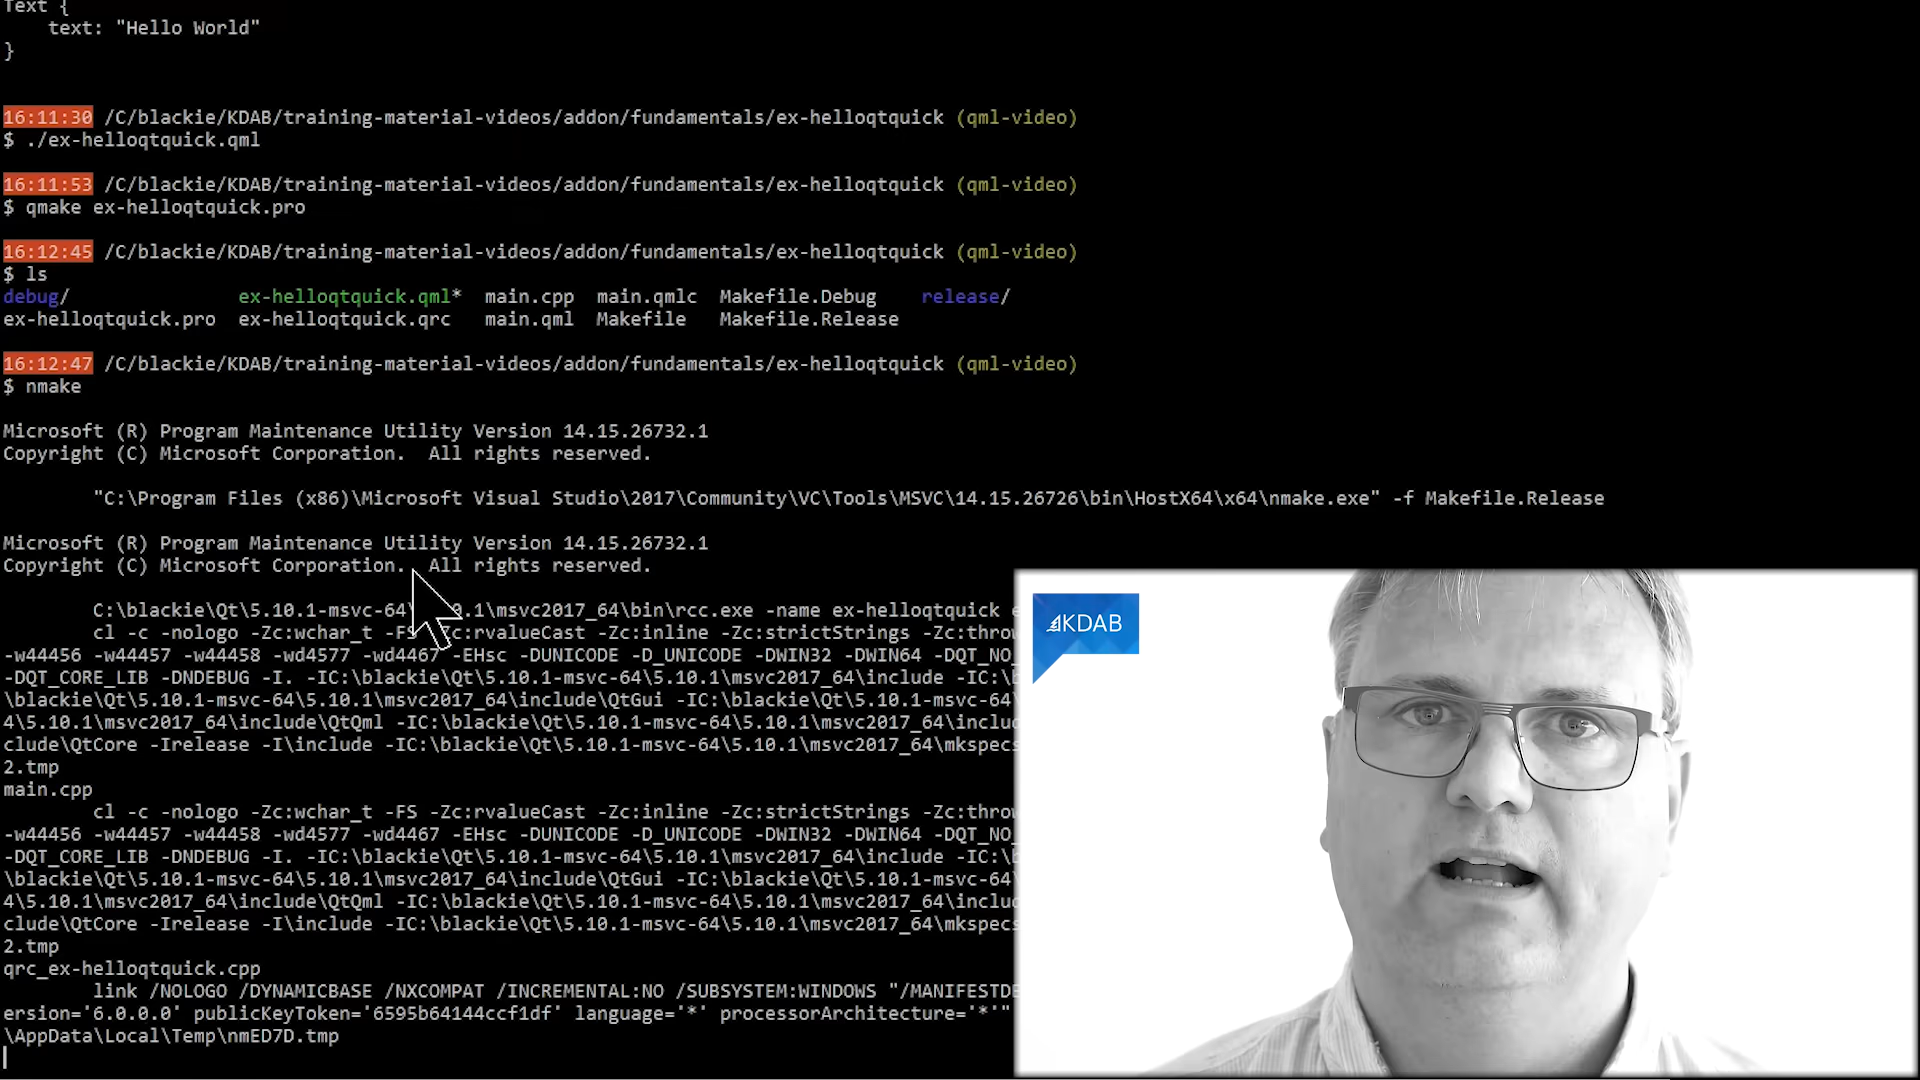 Text {
    text: "Hello World"
}
16:11:30 /C/blackie/KDAB/training-material-videos/addon/fundamentals/ex-helloqtquick (qml-video)
$ ./ex-helloqtquick.qml
16:11:53 /C/blackie/KDAB/training-material-videos/addon/fundamentals/ex-helloqtquick (qml-video)
$ qmake ex-helloqtquick.pro
16:12:45 /C/blackie/KDAB/training-material-videos/addon/fundamentals/ex-helloqtquick (qml-video)
$ ls
debug/ ex-helloqtquick.qml* main.cpp main.qmlc Makefile.Debug release/
ex-helloqtquick.pro ex-helloqtquick.qrc main.qml Makefile Makefile.Release
16:12:47 /C/blackie/KDAB/training-material-videos/addon/fundamentals/ex-helloqtquick (qml-video)
$ nmake
Microsoft (R) Program Maintenance Utility Version 14.15.26732.1
Copyright (C) Microsoft Corporation.  All rights reserved.
"C:\Program Files (x86)\Microsoft Visual Studio\2017\Community\VC\Tools\MSVC\14.15.26726\bin\HostX64\x64\nmake.exe" -f Makefile.Release
Microsoft (R) Program Maintenance Utility Version 14.15.26732.1
Copyright (C) Microsoft Corporation.  All rights reserved.
C:\blackie\Qt\5.10.1-msvc-64\ 0.1\msvc2017_64\bin\rcc.exe -name ex-helloqtquick
cl -c -nologo -Zc:wchar_t -FS Zc:rvalueCast -Zc:inline -Zc:strictStrings -Zc:throw
-w44456 -w44457 -w44458 -wd4577 -wd4467 -EHsc -DUNICODE -D_UNICODE -DWIN32 -DWIN64 -DQT_NO_
-DQT_CORE_LIB -DNDEBUG -I. -IC:\blackie\Qt\5.10.1-msvc-64\5.10.1\msvc2017_64\include -IC:\
\blackie\Qt\5.10.1-msvc-64\5.10.1\msvc2017_64\include\QtGui -IC:\blackie\Qt\5.10.1-msvc-64\
4\5.10.1\msvc2017_64\include\QtQml -IC:\blackie\Qt\5.10.1-msvc-64\5.10.1\msvc2017_64\inclu
clude\QtCore -Irelease -I\include -IC:\blackie\Qt\5.10.1-msvc-64\5.10.1\msvc2017_64\mkspecs
2.tmp
main.cpp
cl -c -nologo -Zc:wchar_t -FS -Zc:rvalueCast -Zc:inline -Zc:strictStrings -Zc:throw
-w44456 -w44457 -w44458 -wd4577 -wd4467 -EHsc -DUNICODE -D_UNICODE -DWIN32 -DWIN64 -DQT_NO_
-DQT_CORE_LIB -DNDEBUG -I. -IC:\blackie\Qt\5.10.1-msvc-64\5.10.1\msvc2017_64\include -IC:\
\blackie\Qt\5.10.1-msvc-64\5.10.1\msvc2017_64\include\QtGui -IC:\blackie\Qt\5.10.1-msvc-64\
4\5.10.1\msvc2017_64\include\QtQml -IC:\blackie\Qt\5.10.1-msvc-64\5.10.1\msvc2017_64\inclu
clude\QtCore -Irelease -I\include -IC:\blackie\Qt\5.10.1-msvc-64\5.10.1\msvc2017_64\mkspecs
2.tmp
qrc_ex-helloqtquick.cpp
link /NOLOGO /DYNAMICBASE /NXCOMPAT /INCREMENTAL:NO /SUBSYSTEM:WINDOWS "/MANIFESTDE
ersion='6.0.0.0' publicKeyToken='6595b64144ccf1df' language='*' processorArchitecture='*'"
\AppData\Local\Temp\nmED7D.tmp
KDAB